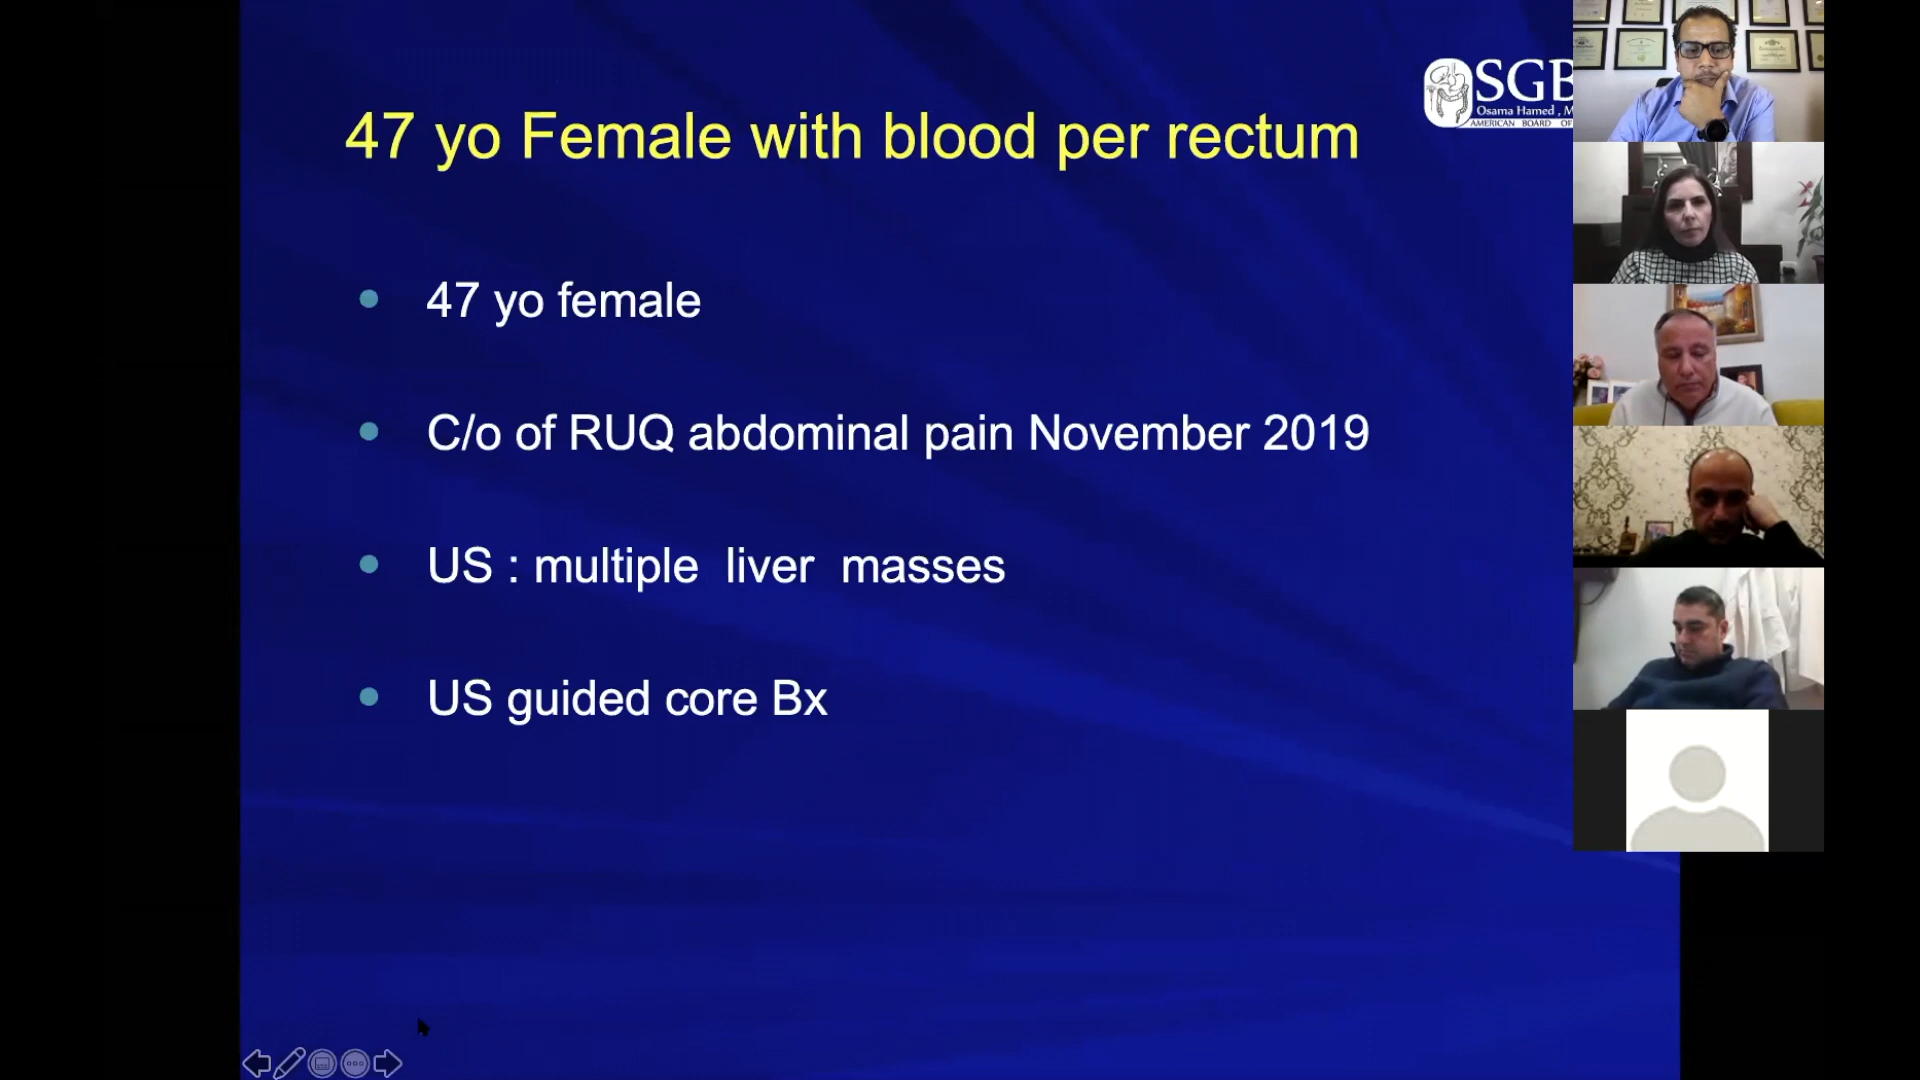 47 yo Female with blood per rectum
SGB
Osama Hamed , M
AMERICAN BOARD OF
47 yo female
C/o of RUQ abdominal pain November 2019
US : multiple liver masses
US guided core Bx